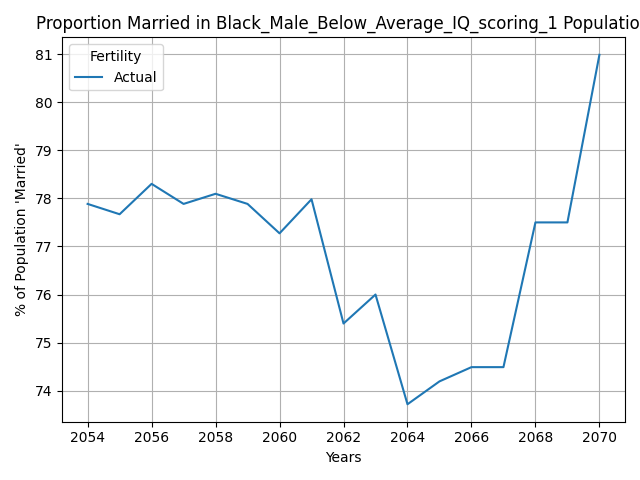 Proportion Married in Black_Male_Below_Average_IQ_scoring_1 Populatio
Fertility
Actual
% of Population 'Married'
81
80
79
78
77
76
75
74
2054 2056 2058 2060 2062 2064 2066 2068 2070
Years